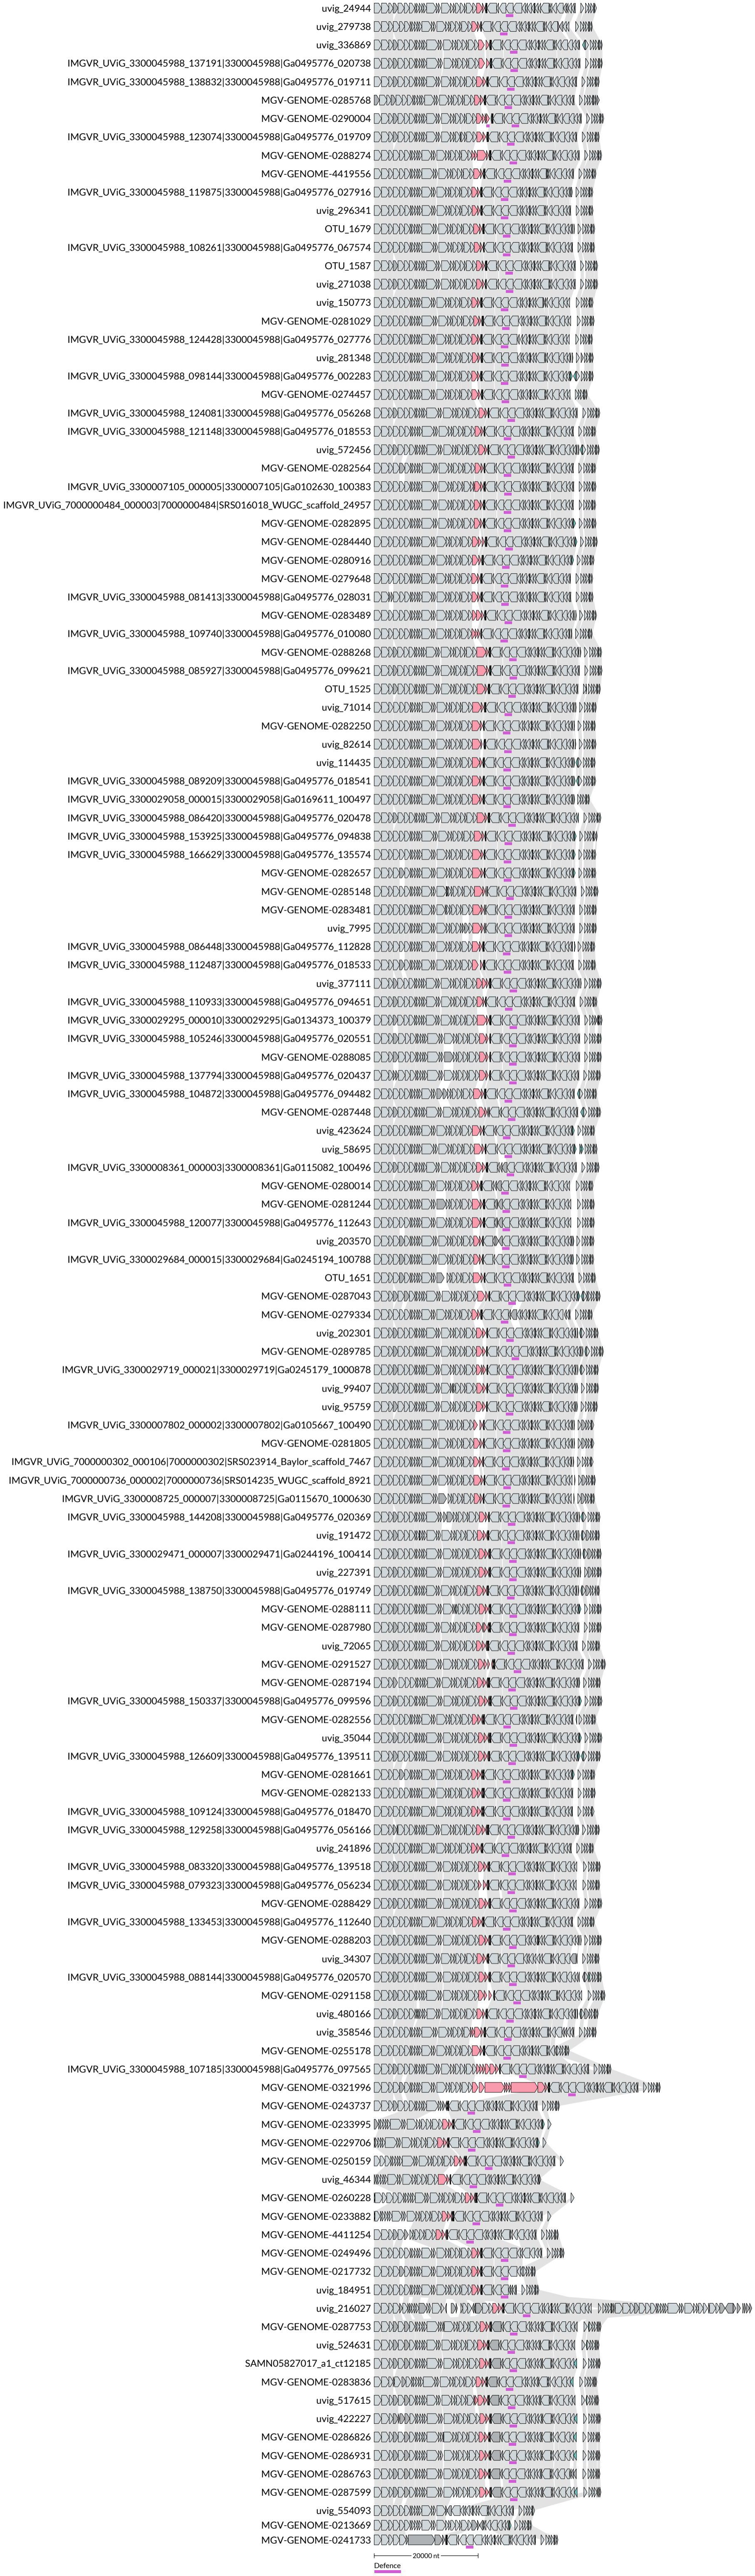 uvig_24944
uvig_279738
uvig_336869
IMGVR_UViG_3300045988_137191|3300045988|Ga0495776_020738
IMGVR_UViG_3300045988_138832|3300045988|Ga0495776_019711
MGV-GENOME-0285768
MGV-GENOME-0290004
IMGVR_UViG_3300045988_123074|3300045988|Ga0495776_019709
MGV-GENOME-0288274
MGV-GENOME-4419556
IMGVR_UViG_3300045988_119875|3300045988|Ga0495776_027916
uvig_296341
OTU_1679
IMGVR_UViG_3300045988_108261|3300045988|Ga0495776_067574
OTU_1587
uvig_271038
uvig_150773
MGV-GENOME-0281029
IMGVR_UViG_3300045988_124428|3300045988|Ga0495776_027776
uvig_281348
IMGVR_UViG_3300045988_098144|3300045988|Ga0495776_002283
MGV-GENOME-0274457
IMGVR_UViG_3300045988_124081|3300045988|Ga0495776_056268
IMGVR_UViG_3300045988_121148|3300045988|Ga0495776_018553
uvig_572456
MGV-GENOME-0282564
IMGVR_UViG_3300007105_000005|3300007105|Ga0102630_100383
IMGVR_UViG_7000000484_000003|7000000484|SRS016018_WUGC_scaffold_24957
MGV-GENOME-0282895
MGV-GENOME-0284440
MGV-GENOME-0280916
MGV-GENOME-0279648
IMGVR_UViG_3300045988_081413|3300045988|Ga0495776_028031
MGV-GENOME-0283489
IMGVR_UViG_3300045988_109740|3300045988|Ga0495776_010080
MGV-GENOME-0288268
IMGVR_UViG_3300045988_085927|3300045988|Ga0495776_099621
OTU_1525
uvig_71014
MGV-GENOME-0282250
uvig_82614
uvig_114435
IMGVR_UViG_3300045988_089209|3300045988|Ga0495776_018541
IMGVR_UViG_3300029058_000015|3300029058|Ga0169611_100497
IMGVR_UViG_3300045988_086420|3300045988|Ga0495776_020478
IMGVR_UViG_3300045988_153925|3300045988|Ga0495776_094838
IMGVR_UViG_3300045988_166629|3300045988|Ga0495776_135574
MGV-GENOME-0282657
MGV-GENOME-0285148
MGV-GENOME-0283481
uvig_7995
IMGVR_UViG_3300045988_086448|3300045988|Ga0495776_112828
IMGVR_UViG_3300045988_112487|3300045988|Ga0495776_018533
uvig_377111
IMGVR_UViG_3300045988_110933|3300045988|Ga0495776_094651
IMGVR_UViG_3300029295_000010|3300029295|Ga0134373_100379
IMGVR_UViG_3300045988_105246|3300045988|Ga0495776_020551
MGV-GENOME-0288085
IMGVR_UViG_3300045988_137794|3300045988|Ga0495776_020437
IMGVR_UViG_3300045988_104872|3300045988|Ga0495776_094482
MGV-GENOME-0287448
uvig_423624
uvig_58695
IMGVR_UViG_3300008361_000003|3300008361|Ga0115082_100496
MGV-GENOME-0280014
MGV-GENOME-0281244
IMGVR_UViG_3300045988_120077|3300045988|Ga0495776_112643
uvig_203570
IMGVR_UViG_3300029684_000015|3300029684|Ga0245194_100788
OTU_1651
MGV-GENOME-0287043
MGV-GENOME-0279334
uvig_202301
MGV-GENOME-0289785
IMGVR_UViG_3300029719_000021|3300029719|Ga0245179_1000878
uvig_99407
uvig_95759
IMGVR_UViG_3300007802_000002|3300007802|Ga0105667_100490
MGV-GENOME-0281805
IMGVR_UViG_7000000302_000106|7000000302|SRS023914_Baylor_scaffold_7467
IMGVR_UViG_7000000736_000002|7000000736|SRS014235_WUGC_scaffold_8921
IMGVR_UViG_3300008725_000007|3300008725|Ga0115670_1000630
IMGVR_UViG_3300045988_144208|3300045988|Ga0495776_020369
uvig_191472
IMGVR_UViG_3300029471_000007|3300029471|Ga0244196_100414
uvig_227391
IMGVR_UViG_3300045988_138750|3300045988|Ga0495776_019749
MGV-GENOME-0288111
MGV-GENOME-0287980
uvig_72065
MGV-GENOME-0291527
MGV-GENOME-0287194
IMGVR_UViG_3300045988_150337|3300045988|Ga0495776_099596
MGV-GENOME-0282556
uvig_35044
IMGVR_UViG_3300045988_126609|3300045988|Ga0495776_139511
MGV-GENOME-0281661
MGV-GENOME-0282133
IMGVR_UViG_3300045988_109124|3300045988|Ga0495776_018470
IMGVR_UViG_3300045988_129258|3300045988|Ga0495776_056166
uvig_241896
IMGVR_UViG_3300045988_083320|3300045988|Ga0495776_139518
IMGVR_UViG_3300045988_079323|3300045988|Ga0495776_056234
MGV-GENOME-0288429
IMGVR_UViG_3300045988_133453|3300045988|Ga0495776_112640
MGV-GENOME-0288203
uvig_34307
IMGVR_UViG_3300045988_088144|3300045988|Ga0495776_020570
MGV-GENOME-0291158
uvig_480166
uvig_358546
MGV-GENOME-0255178
IMGVR_UViG_3300045988_107185|3300045988|Ga0495776_097565
MGV-GENOME-0321996
MGV-GENOME-0243737
MGV-GENOME-0233995
MGV-GENOME-0229706
MGV-GENOME-0250159
uvig_46344
MGV-GENOME-0260228
MGV-GENOME-0233882
MGV-GENOME-4411254
MGV-GENOME-0249496
MGV-GENOME-0217732
uvig_184951
uvig_216027
MGV-GENOME-0287753
uvig_524631
SAMN05827017_a1_ct12185
MGV-GENOME-0283836
uvig_517615
uvig_422227
MGV-GENOME-0286826
MGV-GENOME-0286931
MGV-GENOME-0286763
MGV-GENOME-0287599
uvig_554093
MGV-GENOME-0213669
MGV-GENOME-0241733
20000 nt
Defence